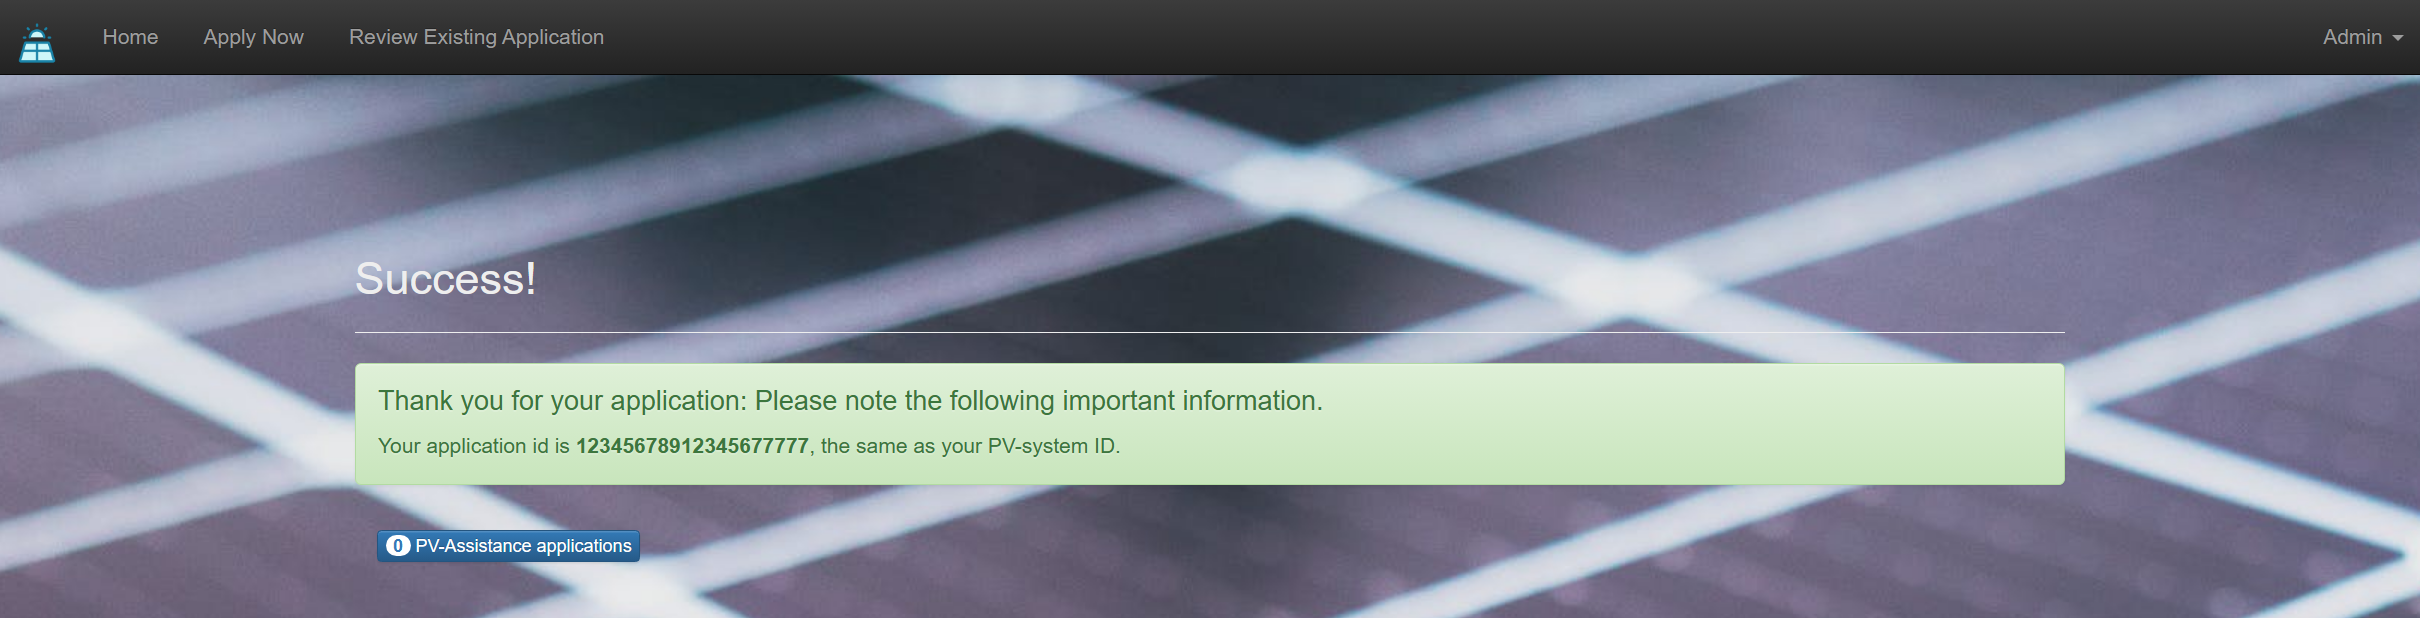 Home Apply Now Review Existing Application Admin
Success!
Thank you for your application: Please note the following important information.
Your application id is 12345678912345677777, the same as your PV-system ID.
0 PV-Assistance applications